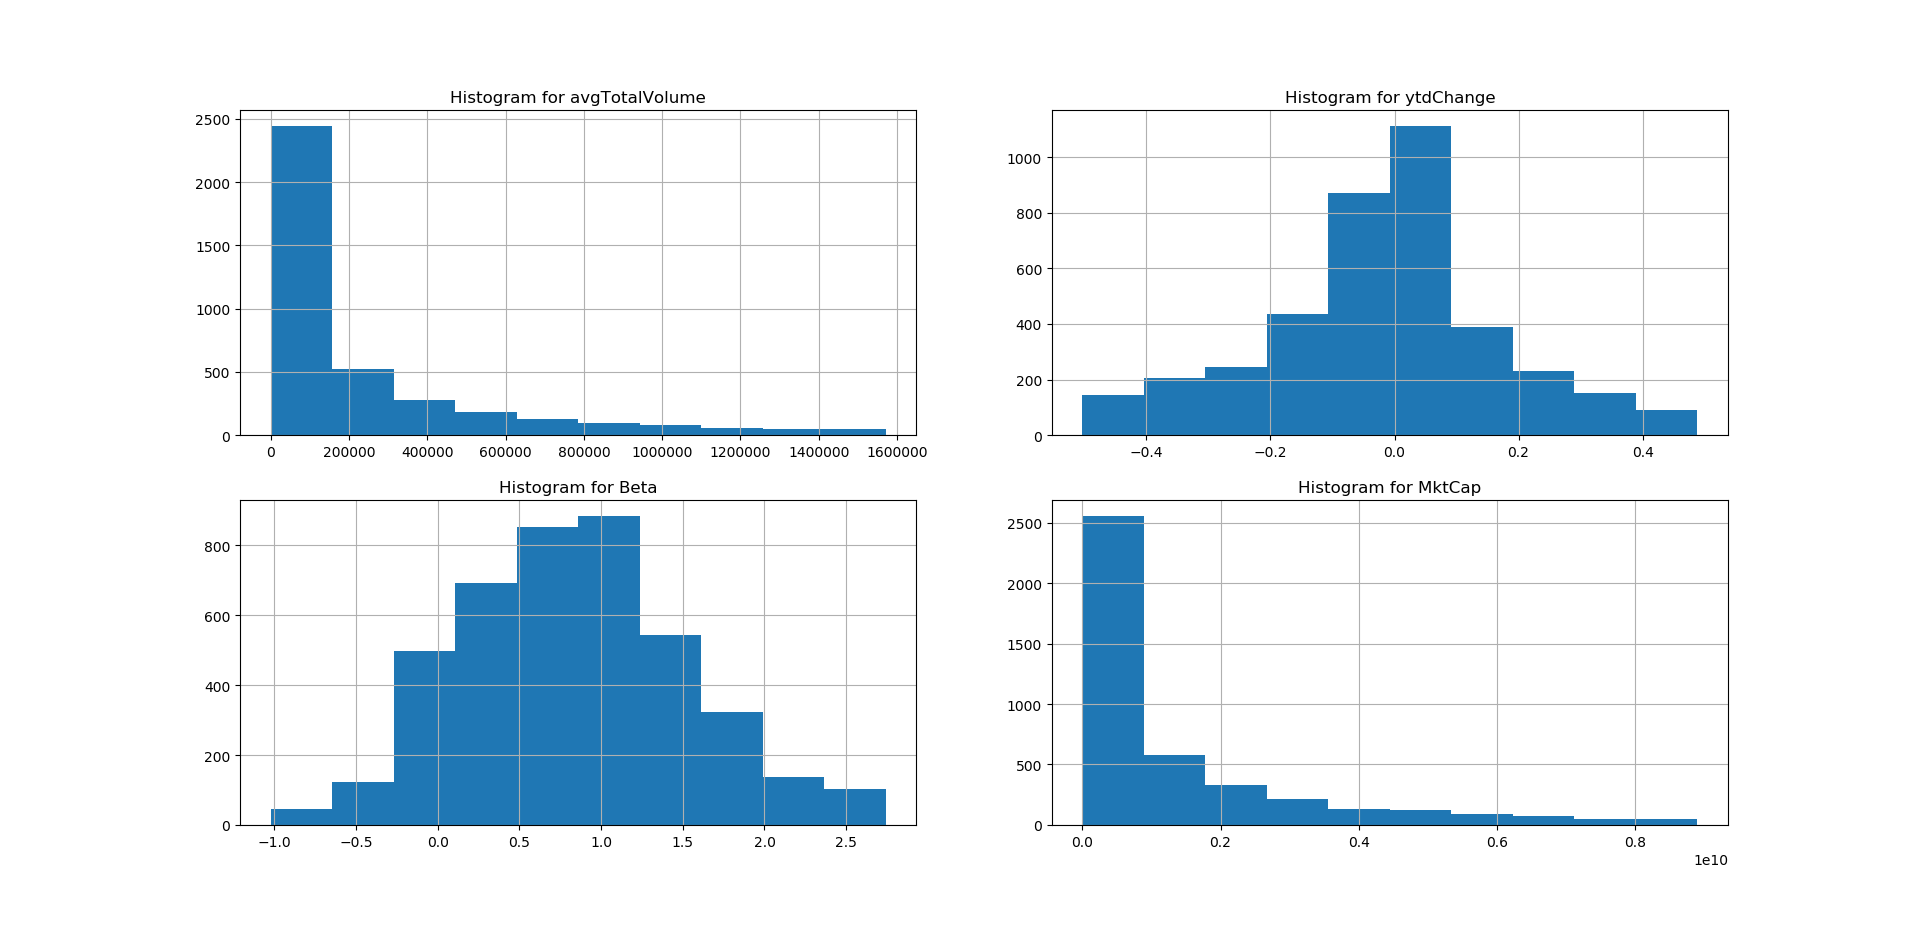 Histogram for avgTotalVolume
2500
2000
1500
1000
500
0
0 200000 400000 600000 800000 1000000 1200000 1400000 1600000
Histogram for ytdChange
1000
800
600
400
200
0
−0.4 −0.2 0.0 0.2 0.4
Histogram for Beta
800
600
400
200
0
−1.0 −0.5 0.0 0.5 1.0 1.5 2.0 2.5
Histogram for MktCap
2500
2000
1500
1000
500
0
0.0 0.2 0.4 0.6 0.8
1e10